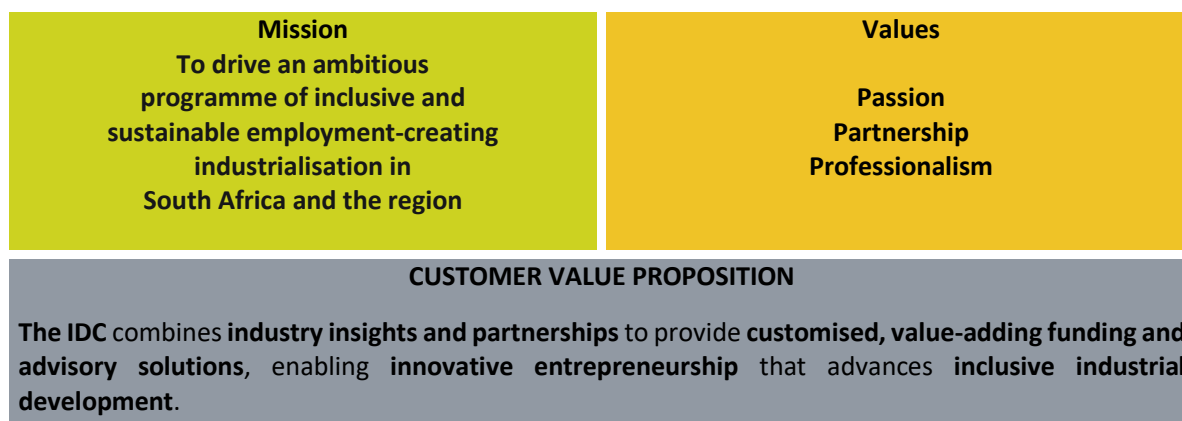 Mission
To drive an ambitious
programme of inclusive and
sustainable employment-creating
industrialisation in
South Africa and the region
Values
Passion
Partnership
Professionalism
CUSTOMER VALUE PROPOSITION
The IDC combines industry insights and partnerships to provide customised, value-adding funding and
advisory solutions, enabling innovative entrepreneurship that advances inclusive industrial
development.